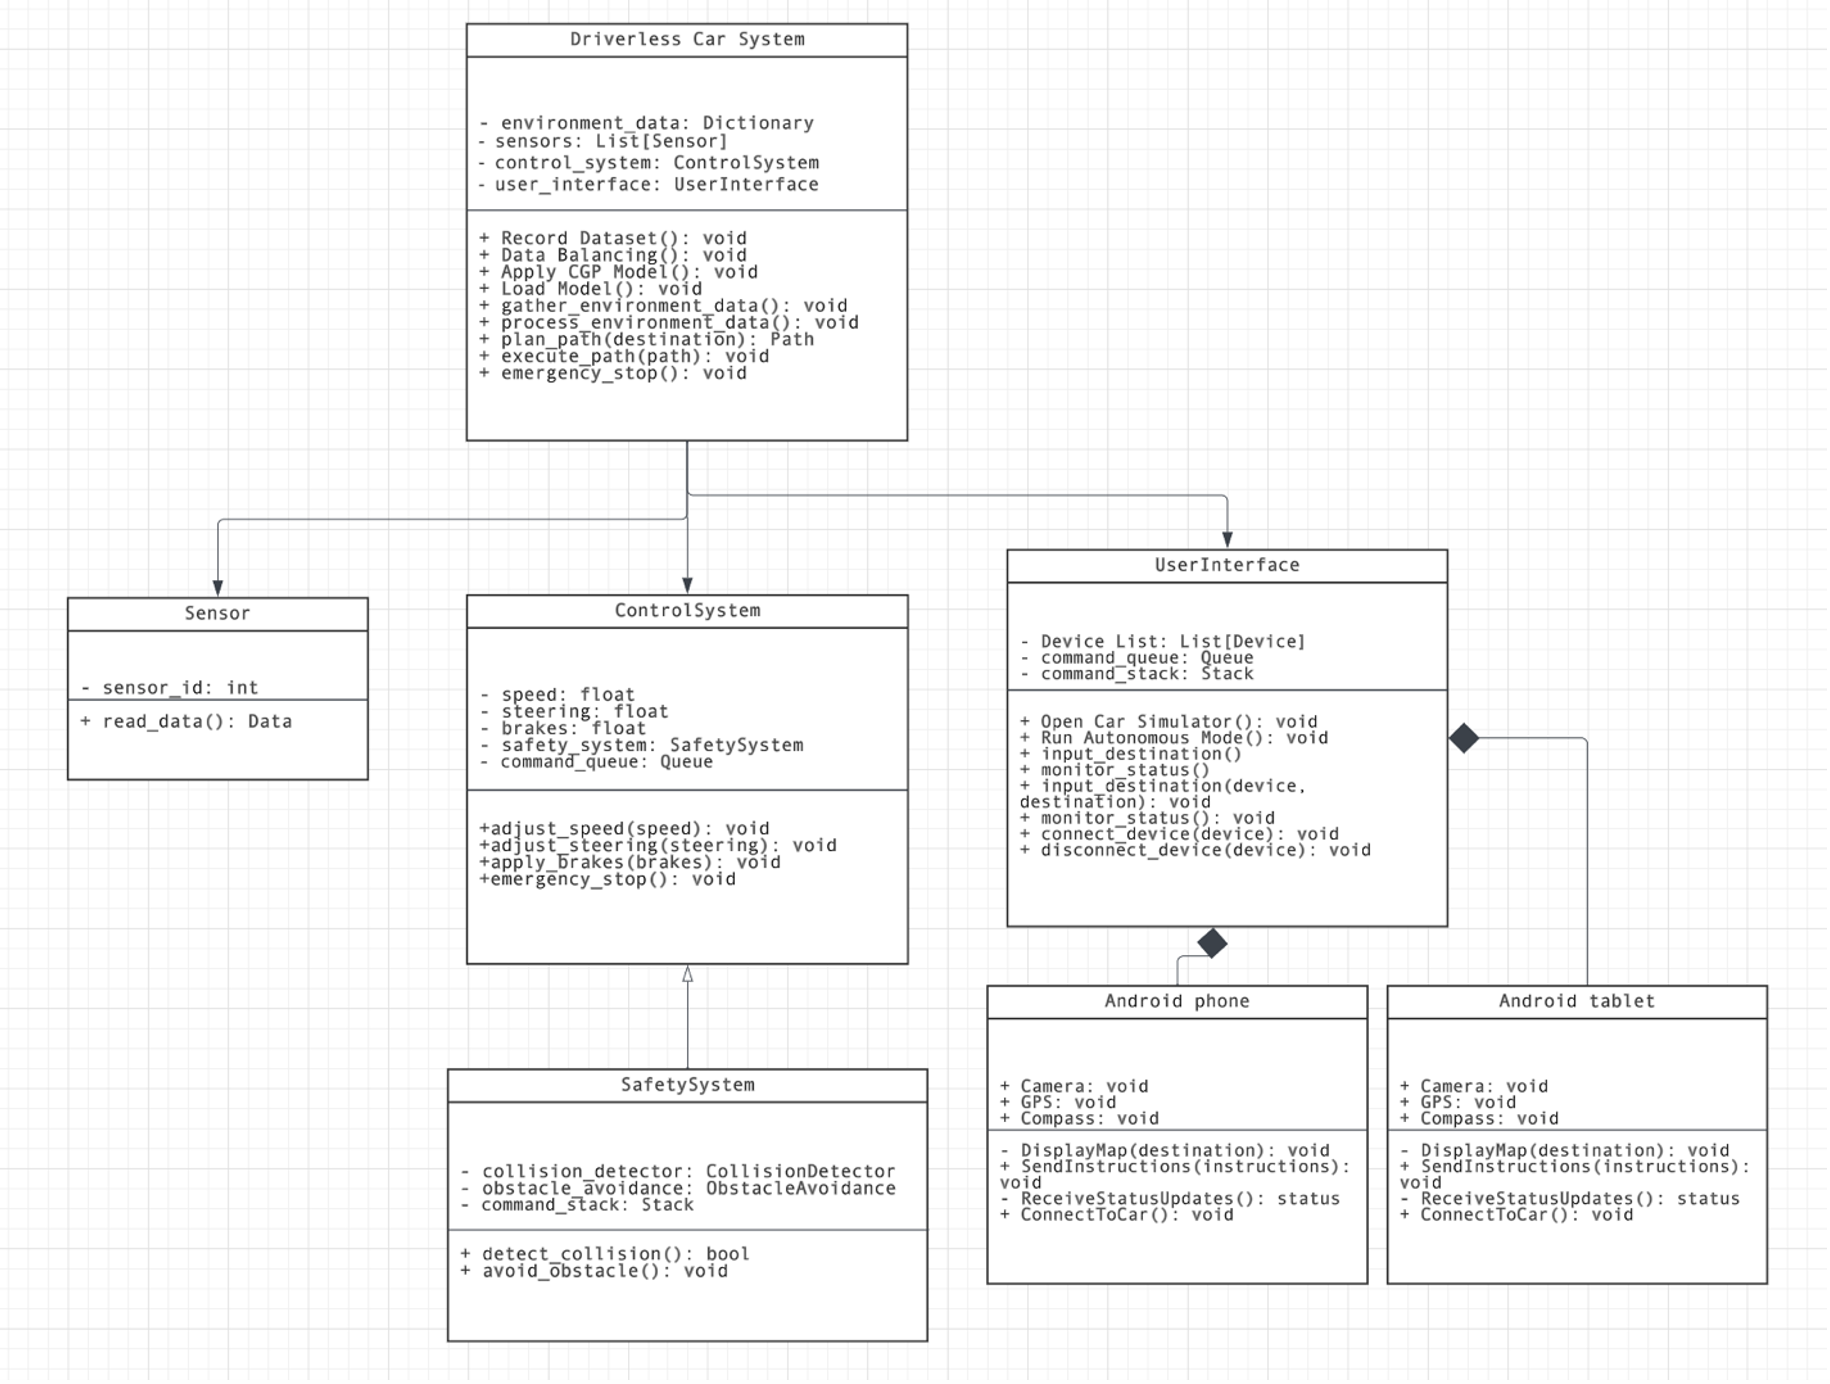 Driverless Car System
- environment_data: Dictionary
- sensors: List[Sensor]
- control_system: ControlSystem
- user_interface: UserInterface
+ Record Dataset(): void
+ Data Balancing(): void
+ Apply CGP Model(): void
+ Load Model(): void
+ gather_environment_data(): void
+ process_environment_data(): void
+ plan_path(destination): Path
+ execute_path(path): void
+ emergency_stop(): void
Sensor
- sensor_id: int
+ read_data(): Data
ControlSystem
- speed: float
- steering: float
- brakes: float
- safety_system: SafetySystem
- command_queue: Queue
+adjust_speed(speed): void
+adjust_steering(steering): void
+apply_brakes(brakes): void
+emergency_stop(): void
UserInterface
- Device List: List[Device]
- command_queue: Queue
- command_stack: Stack
+ Open Car Simulator(): void
+ Run Autonomous Mode(): void
+ input_destination()
+ monitor_status()
+ input_destination(device,
destination): void
+ monitor_status(): void
+ connect_device(device): void
+ disconnect_device(device): void
SafetySystem
- collision_detector: CollisionDetector
- obstacle_avoidance: ObstacleAvoidance
- command_stack: Stack
+ detect_collision(): bool
+ avoid_obstacle(): void
Android phone
+ Camera: void
+ GPS: void
+ Compass: void
- DisplayMap(destination): void
+ SendInstructions(instructions):
void
- ReceiveStatusUpdates(): status
+ ConnectToCar(): void
Android tablet
+ Camera: void
+ GPS: void
+ Compass: void
- DisplayMap(destination): void
+ SendInstructions(instructions):
void
- ReceiveStatusUpdates(): status
+ ConnectToCar(): void